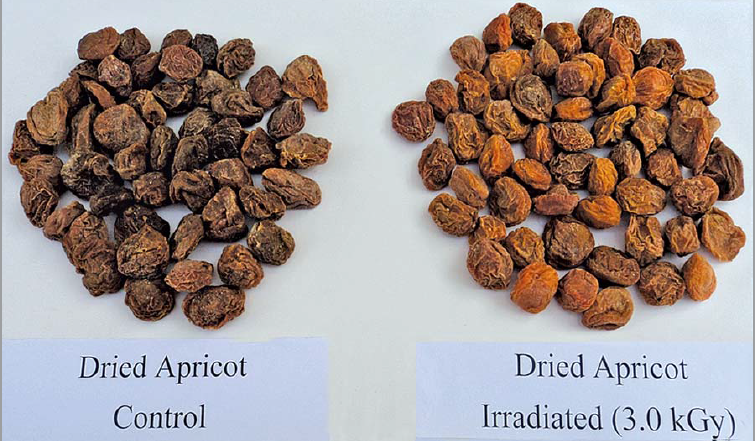 Dried Apricot
Control
Dried Apricot
Irradiated (3.0 kGy)